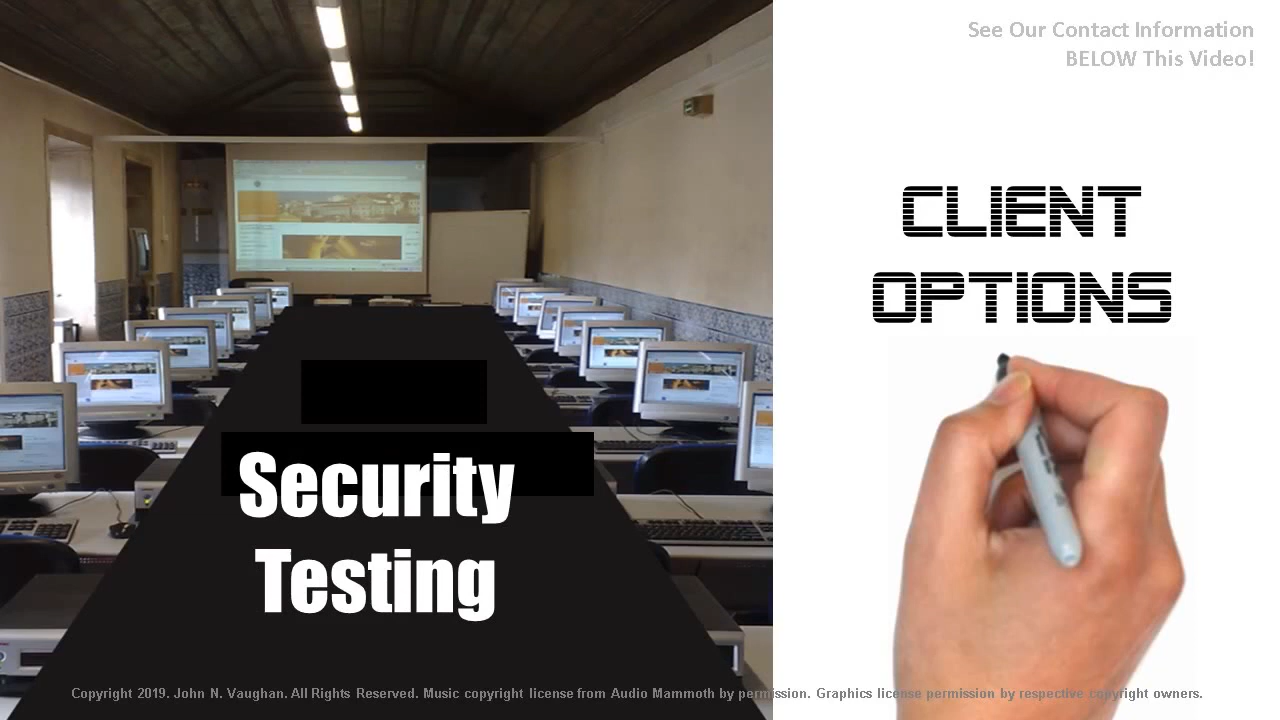 See Our Contact Information
BELOW This Video!
CLIENT
OPTIONS
Security
Testing
Copyright 2019. John N. Vaughan. All Rights Reserved. Music copyright license from Audio Mammoth by permission. Graphics license permission by respective copyright owners.